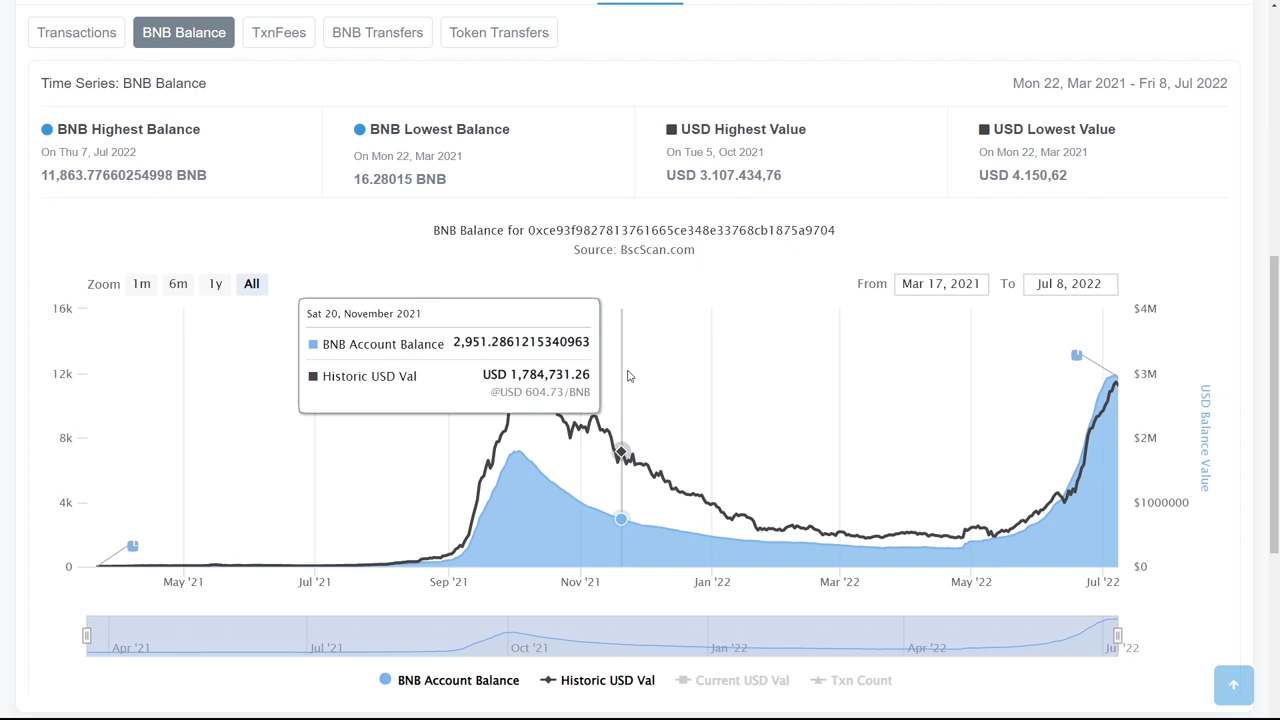 Transactions BNB Balance TxnFees BNB Transfers Token Transfers
Time Series: BNB Balance Mon 22, Mar 2021 - Fri 8, Jul 2022
BNB Highest Balance BNB Lowest Balance USD Highest Value USD Lowest Value
On Thu 7, Jul 2022 On Mon 22, Mar 2021 On Tue 5, Oct 2021 On Mon 22, Mar 2021
11,863.77660254998 BNB 16.28015 BNB USD 3.107.434,76 USD 4.150,62
BNB Balance for 0xce93f9827813761665ce348e33768cb1875a9704
Source: BscScan.com
Zoom 1m 6m 1y All From Mar 17, 2021 To Jul 8, 2022
16k $4M
Sat 20, November 2021
BNB Account Balance 2,951.2861215340963
Historic USD Val USD 1,784,731.26
@USD 604.73/BNB
12k $3M
8k $2M
4k $1000000
0 $0
USD Balance Value
May '21 Jul '21 Sep '21 Nov '21 Jan '22 Mar '22 May '22 Jul '22
Apr '21 Jul '21 Oct '21 Jan '22 Apr '22 Jul '22
BNB Account Balance Historic USD Val Current USD Val Txn Count